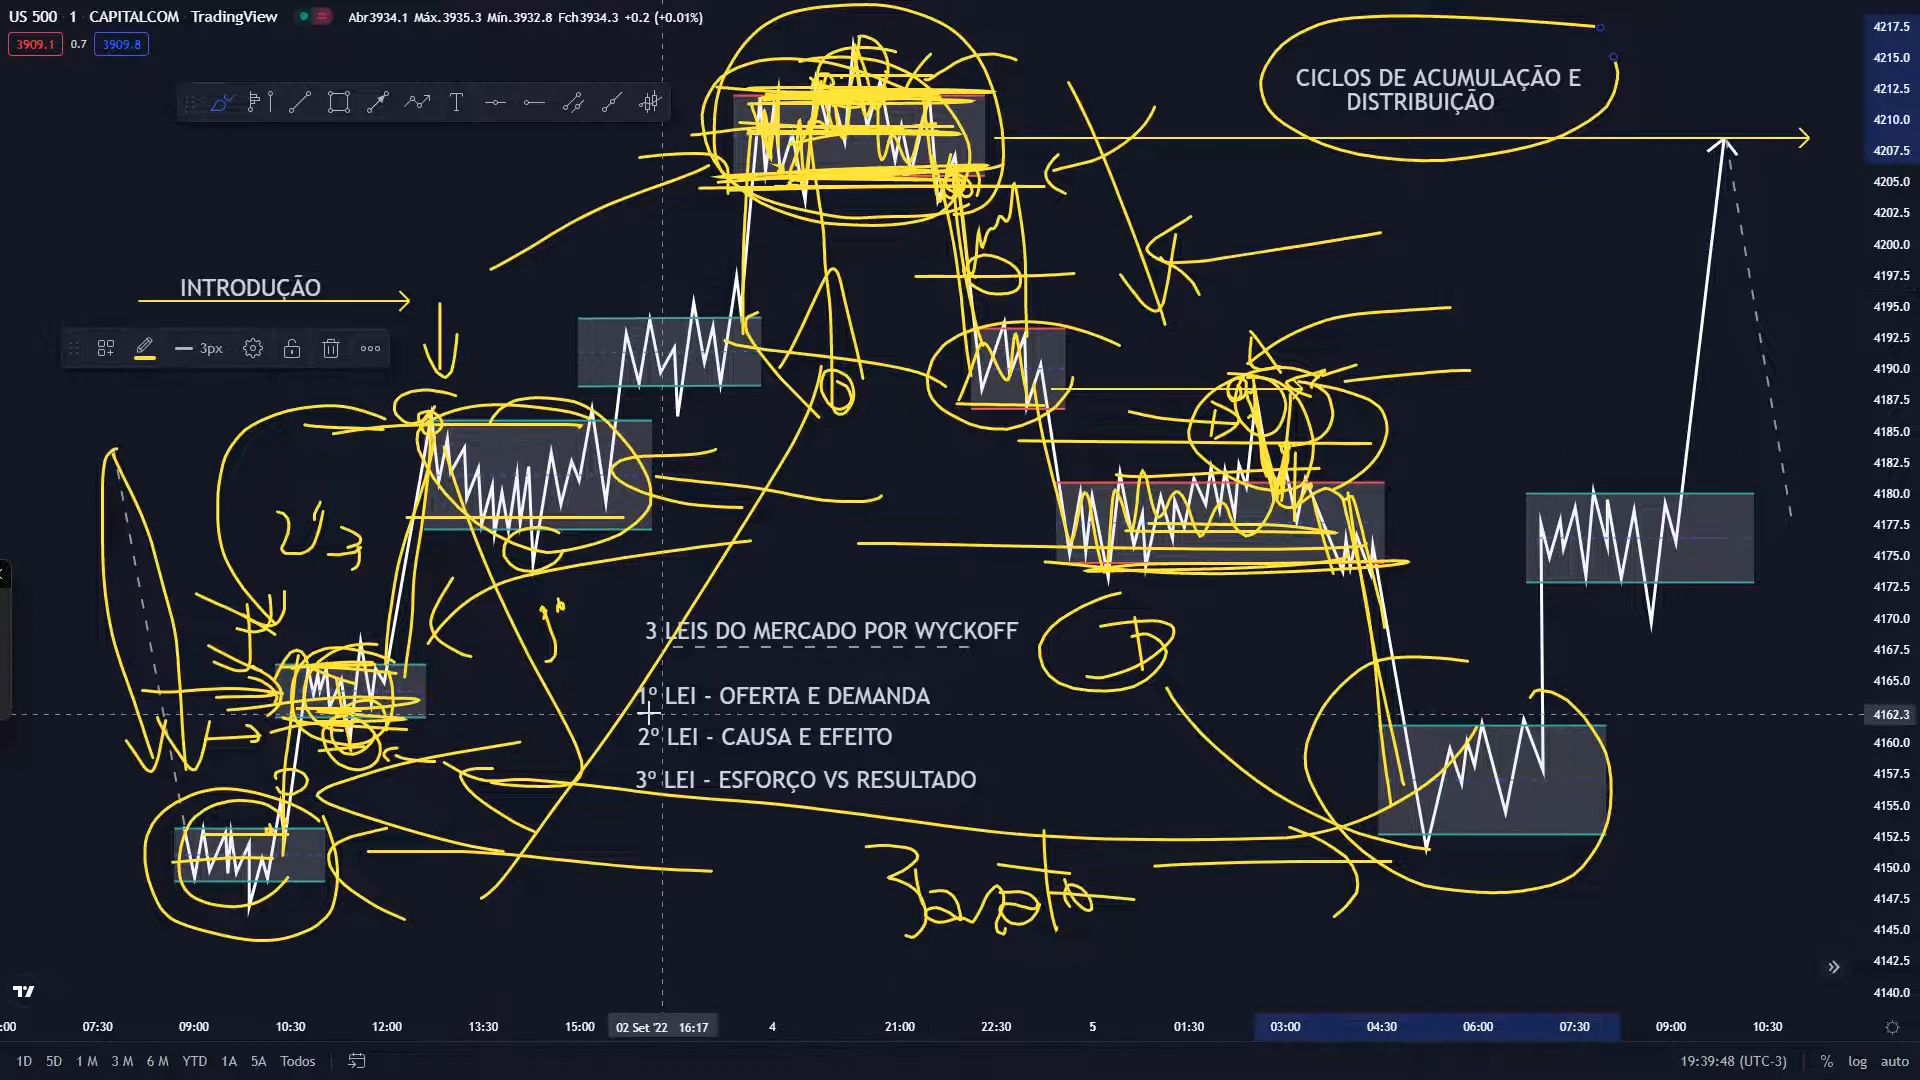 US 500 · 1 · CAPITALCOM · TradingView
Abr3934.1 Máx.3935.3 Mín.3932.8 Fch3934.3 +0.2 (+0.01%)
3909.1 0.7 3909.8
CICLOS DE ACUMULAÇÃO E
DISTRIBUIÇÃO
INTRODUÇÃO
3px
3 LEIS DO MERCADO POR WYCKOFF
1º LEI - OFERTA E DEMANDA
2º LEI - CAUSA E EFEITO
3º LEI - ESFORÇO VS RESULTADO
4217.5
4215.0
4212.5
4210.0
4207.5
4205.0
4202.5
4200.0
4197.5
4195.0
4192.5
4190.0
4187.5
4185.0
4182.5
4180.0
4177.5
4175.0
4172.5
4170.0
4167.5
4165.0
4162.3
4160.0
4157.5
4155.0
4152.5
4150.0
4147.5
4145.0
4142.5
4140.0
:00 07:30 09:00 10:30 12:00 13:30 15:00 02 Set '22 16:17 4 21:00 22:30 5 01:30 03:00 04:30 06:00 07:30 09:00 10:30
1D 5D 1 M 3 M 6 M YTD 1A 5A Todos
19:39:48 (UTC-3) % log auto